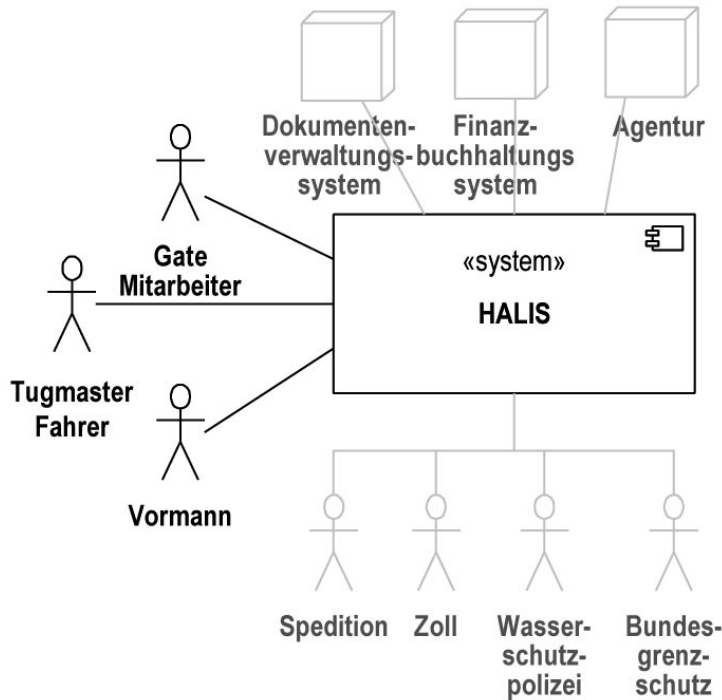 Dokumenten-
verwaltungs-
system
Finanz-
buchhaltungs
system
Agentur
Gate
Mitarbeiter
Tugmaster
Fahrer
Vormann
«system»
HALIS
Spedition
Zoll
Wasser-
schutz-
polizei
Bundes-
grenz-
schutz